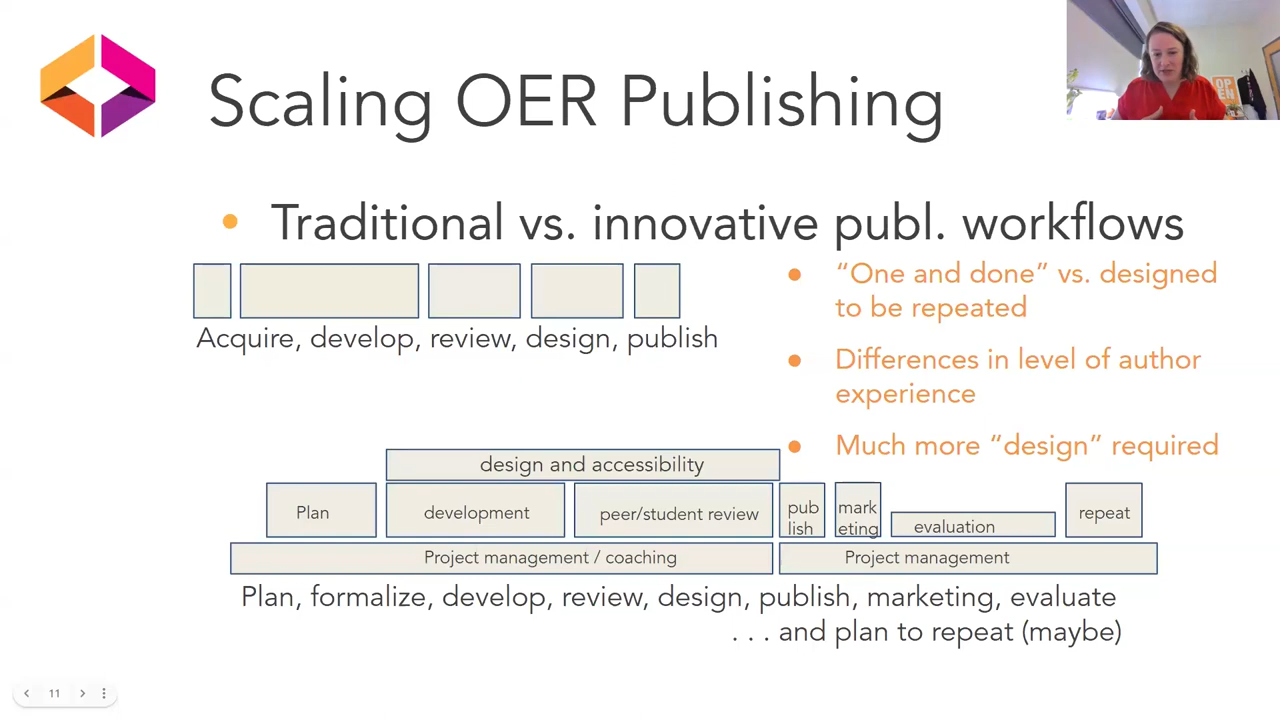 Scaling OER Publishing
OPEN
• Traditional vs. innovative publ. workflows
Acquire, develop, review, design, publish
● “One and done” vs. designed
to be repeated
● Differences in level of author
experience
● Much more “design” required
design and accessibility
Plan
development
peer/student review
pub
lish
mark
eting
evaluation
repeat
Project management / coaching
Project management
Plan, formalize, develop, review, design, publish, marketing, evaluate
. . . and plan to repeat (maybe)
11